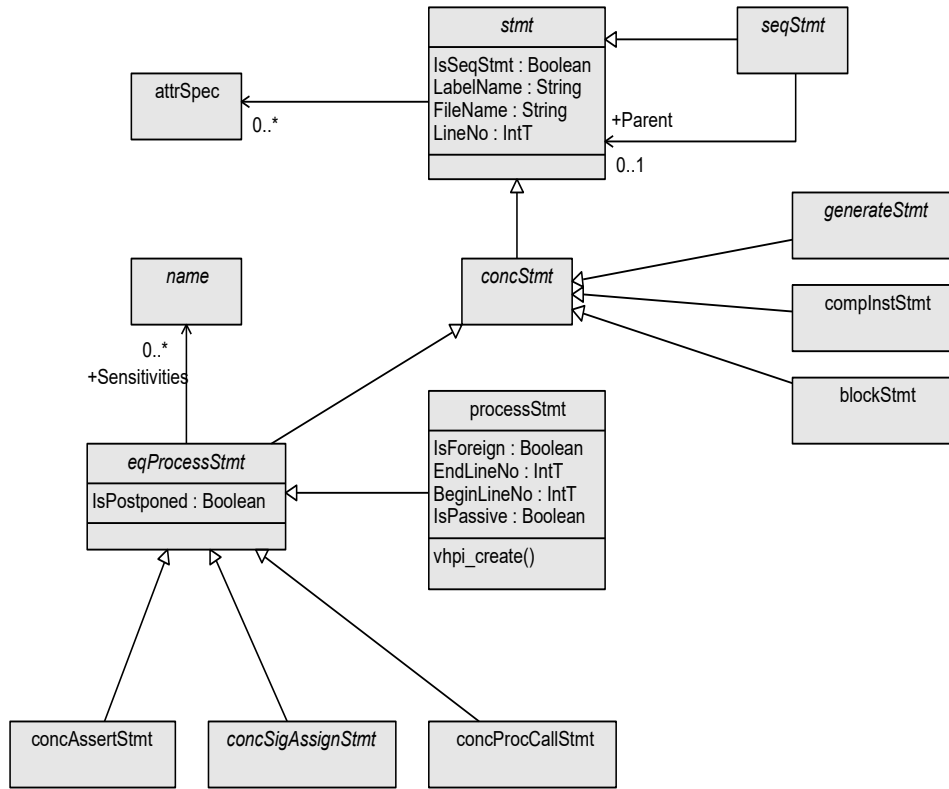 stmt
IsSeqStmt : Boolean
LabelName : String
FileName : String
LineNo : IntT
seqStmt
attrSpec
0..*
+Parent
0..1
generateStmt
name
concStmt
compInstStmt
0..*
+Sensitivities
blockStmt
processStmt
IsForeign : Boolean
EndLineNo : IntT
BeginLineNo : IntT
IsPassive : Boolean
vhpi_create()
eqProcessStmt
IsPostponed : Boolean
concAssertStmt
concSigAssignStmt
concProcCallStmt